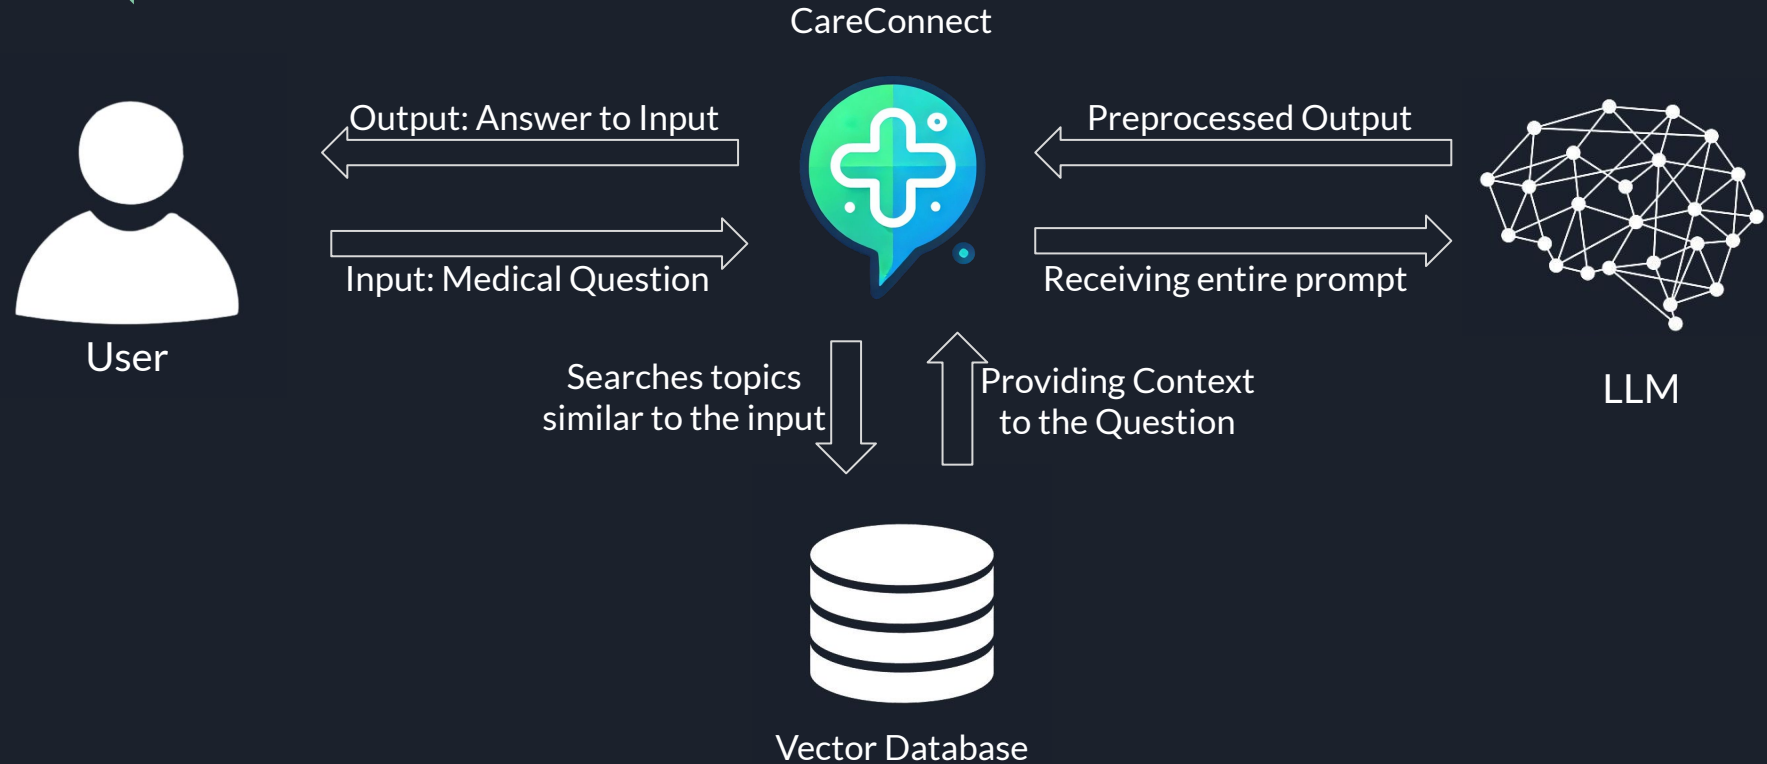 CareConnect
Output: Answer to Input
Preprocessed Output
Input: Medical Question
Receiving entire prompt
User
Searches topics
similar to the input
Providing Context
to the Question
LLM
Vector Database